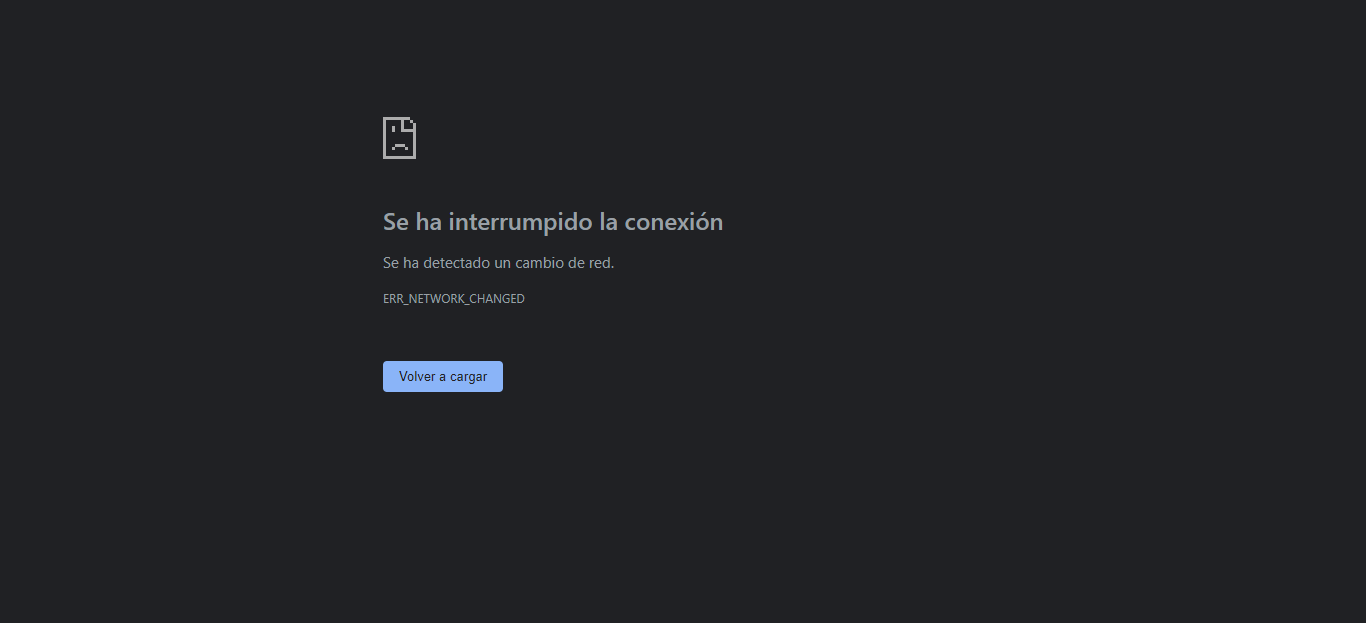 Se ha interrumpido la conexión
Se ha detectado un cambio de red.
ERR_NETWORK_CHANGED
Volver a cargar